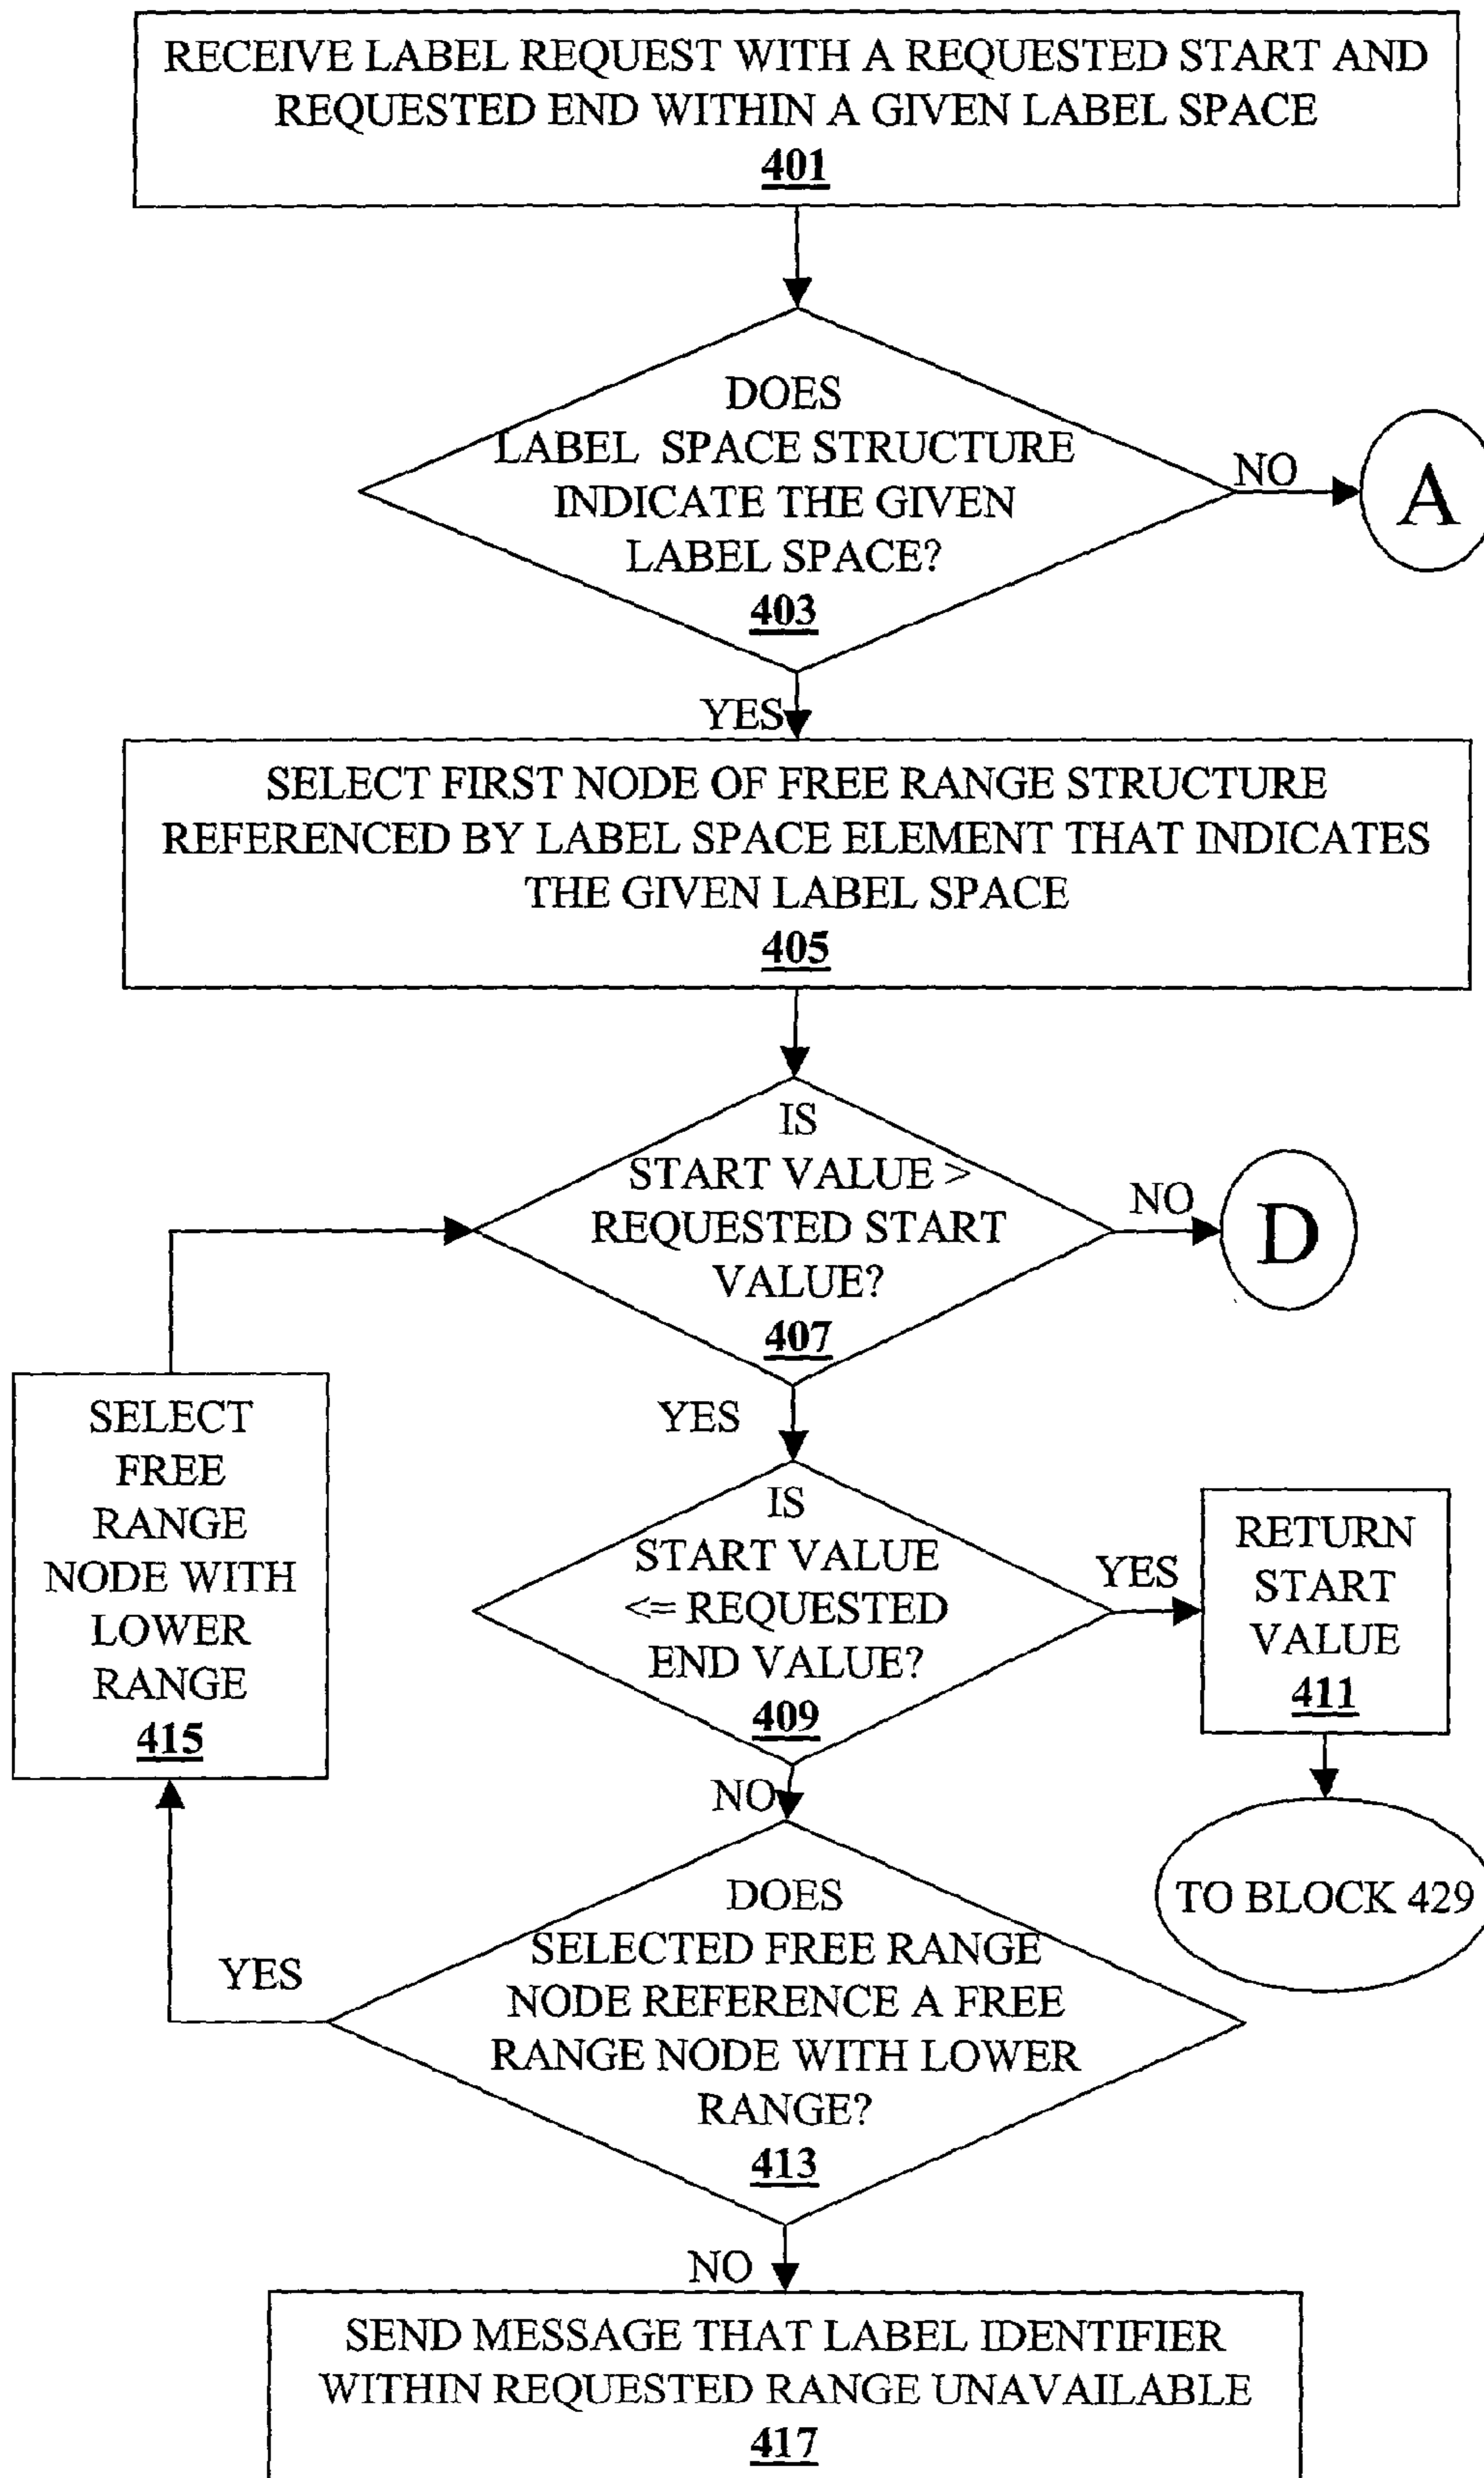 RECEIVE LABEL REQUEST WITH A REQUESTED START AND
REQUESTED END WITHIN A GIVEN LABEL SPACE
401
DOES
LABEL SPACE STRUCTURE
INDICATE THE GIVEN
LABEL SPACE?
403
NO
A
YES
SELECT FIRST NODE OF FREE RANGE STRUCTURE
REFERENCED BY LABEL SPACE ELEMENT THAT INDICATES
THE GIVEN LABEL SPACE
405
IS
START VALUE >
REQUESTED START
VALUE?
407
NO
D
YES
SELECT
FREE
RANGE
NODE WITH
LOWER
RANGE
415
IS
START VALUE
<= REQUESTED
END VALUE?
409
YES
RETURN
START
VALUE
411
NO
TO BLOCK 429
DOES
SELECTED FREE RANGE
NODE REFERENCE A FREE
RANGE NODE WITH LOWER
RANGE?
413
YES
NO
SEND MESSAGE THAT LABEL IDENTIFIER
WITHIN REQUESTED RANGE UNAVAILABLE
417